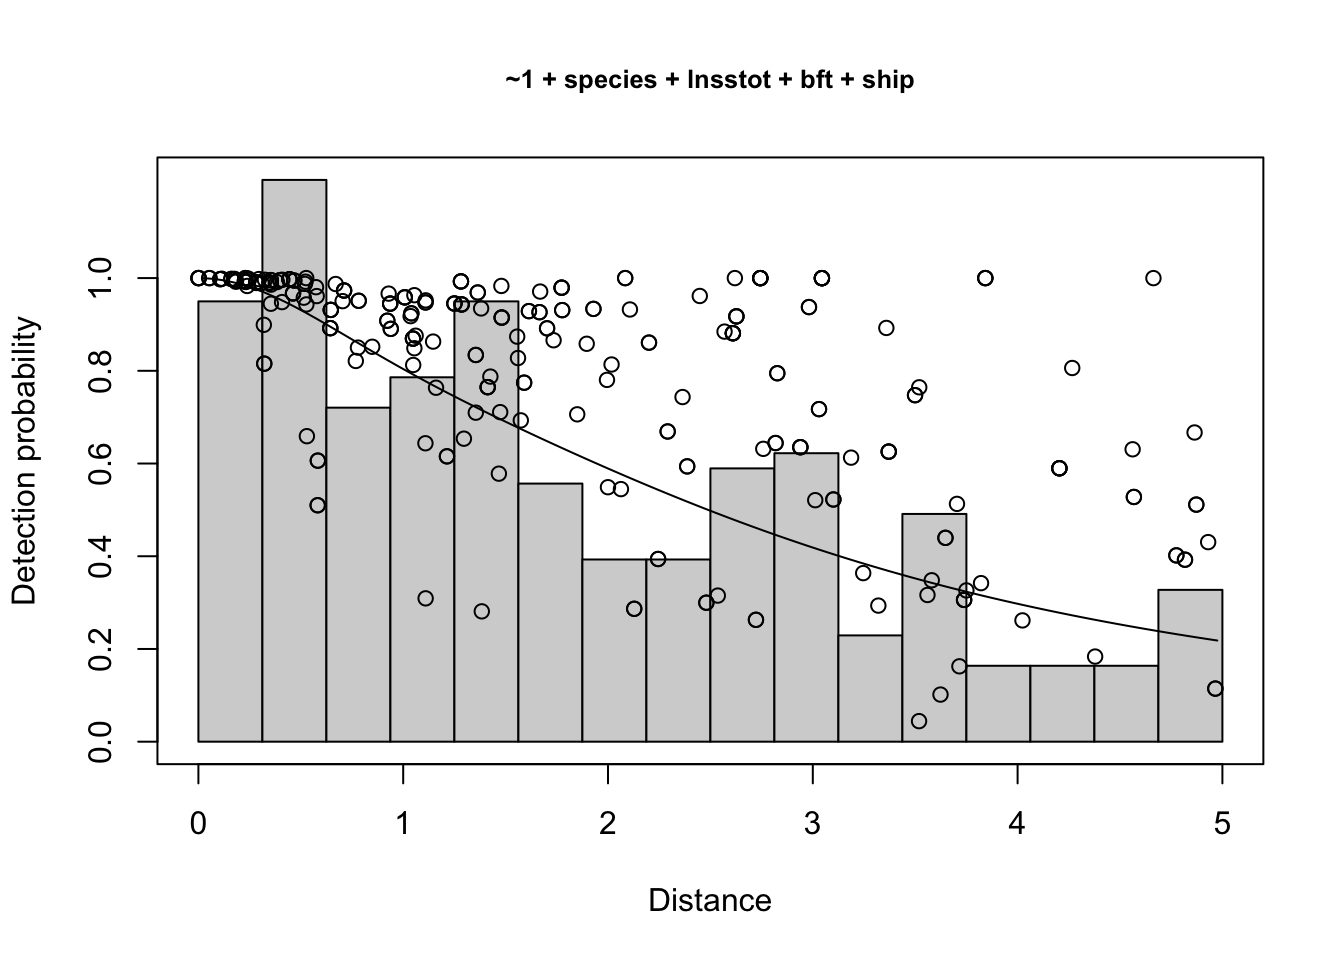 ~1 + species + lnsstot + bft + ship
Detection probability
1.0
0.8
0.6
0.4
0.2
0.0
0 1 2 3 4 5
Distance